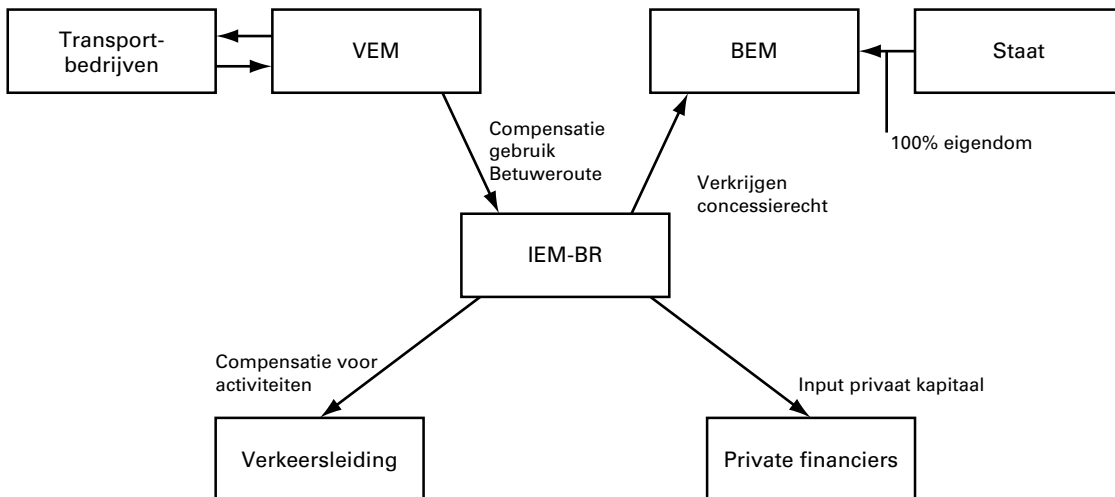 Transport-
bedrijven
VEM
BEM
Staat
Compensatie
gebruik
Betuweroute
100% eigendom
Verkrijgen
concessierecht
IEM-BR
Compensatie voor
activiteiten
Input privaat kapitaal
Verkeersleiding
Private financiers